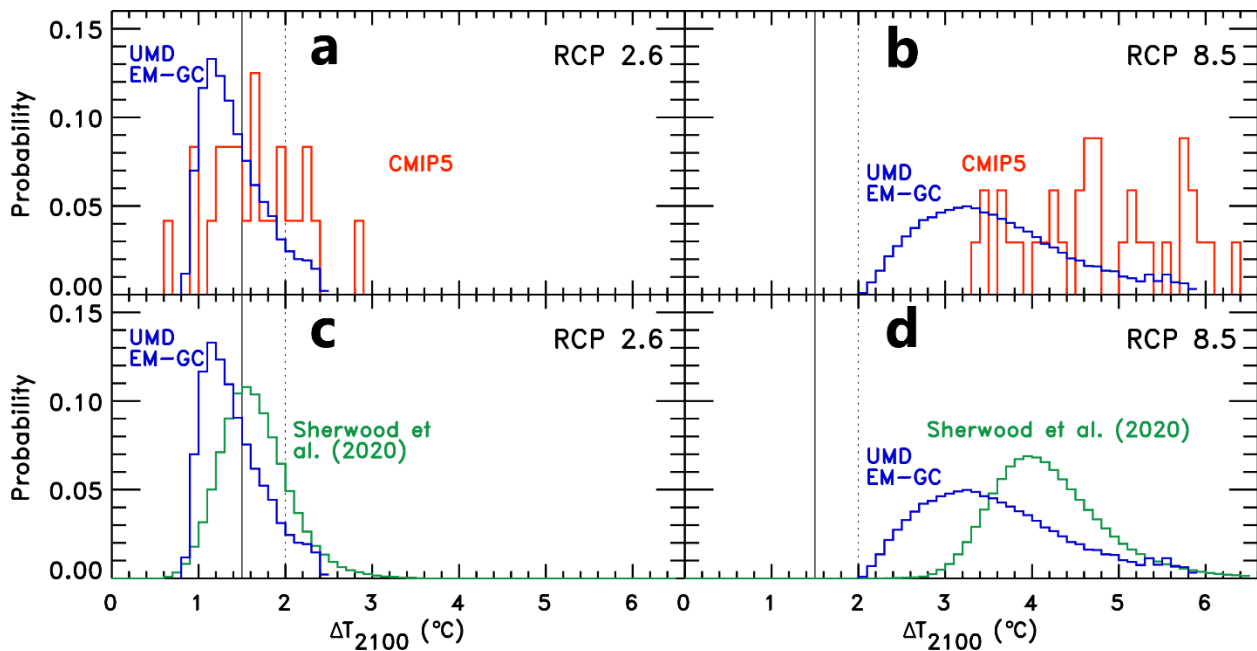 0.15
0.10
0.05
0.00
Probability
UMD
EM-GC
a
RCP 2.6
CMIP5
b
RCP 8.5
UMD
EM-GC
CMIP5
0.15
0.10
0.05
0.00
Probability
UMD
EM-GC
c
RCP 2.6
Sherwood et
al. (2020)
d
RCP 8.5
Sherwood et al. (2020)
UMD
EM-GC
0 1 2 3 4 5 6
0 1 2 3 4 5 6
ΔT2100 (°C)
ΔT2100 (°C)